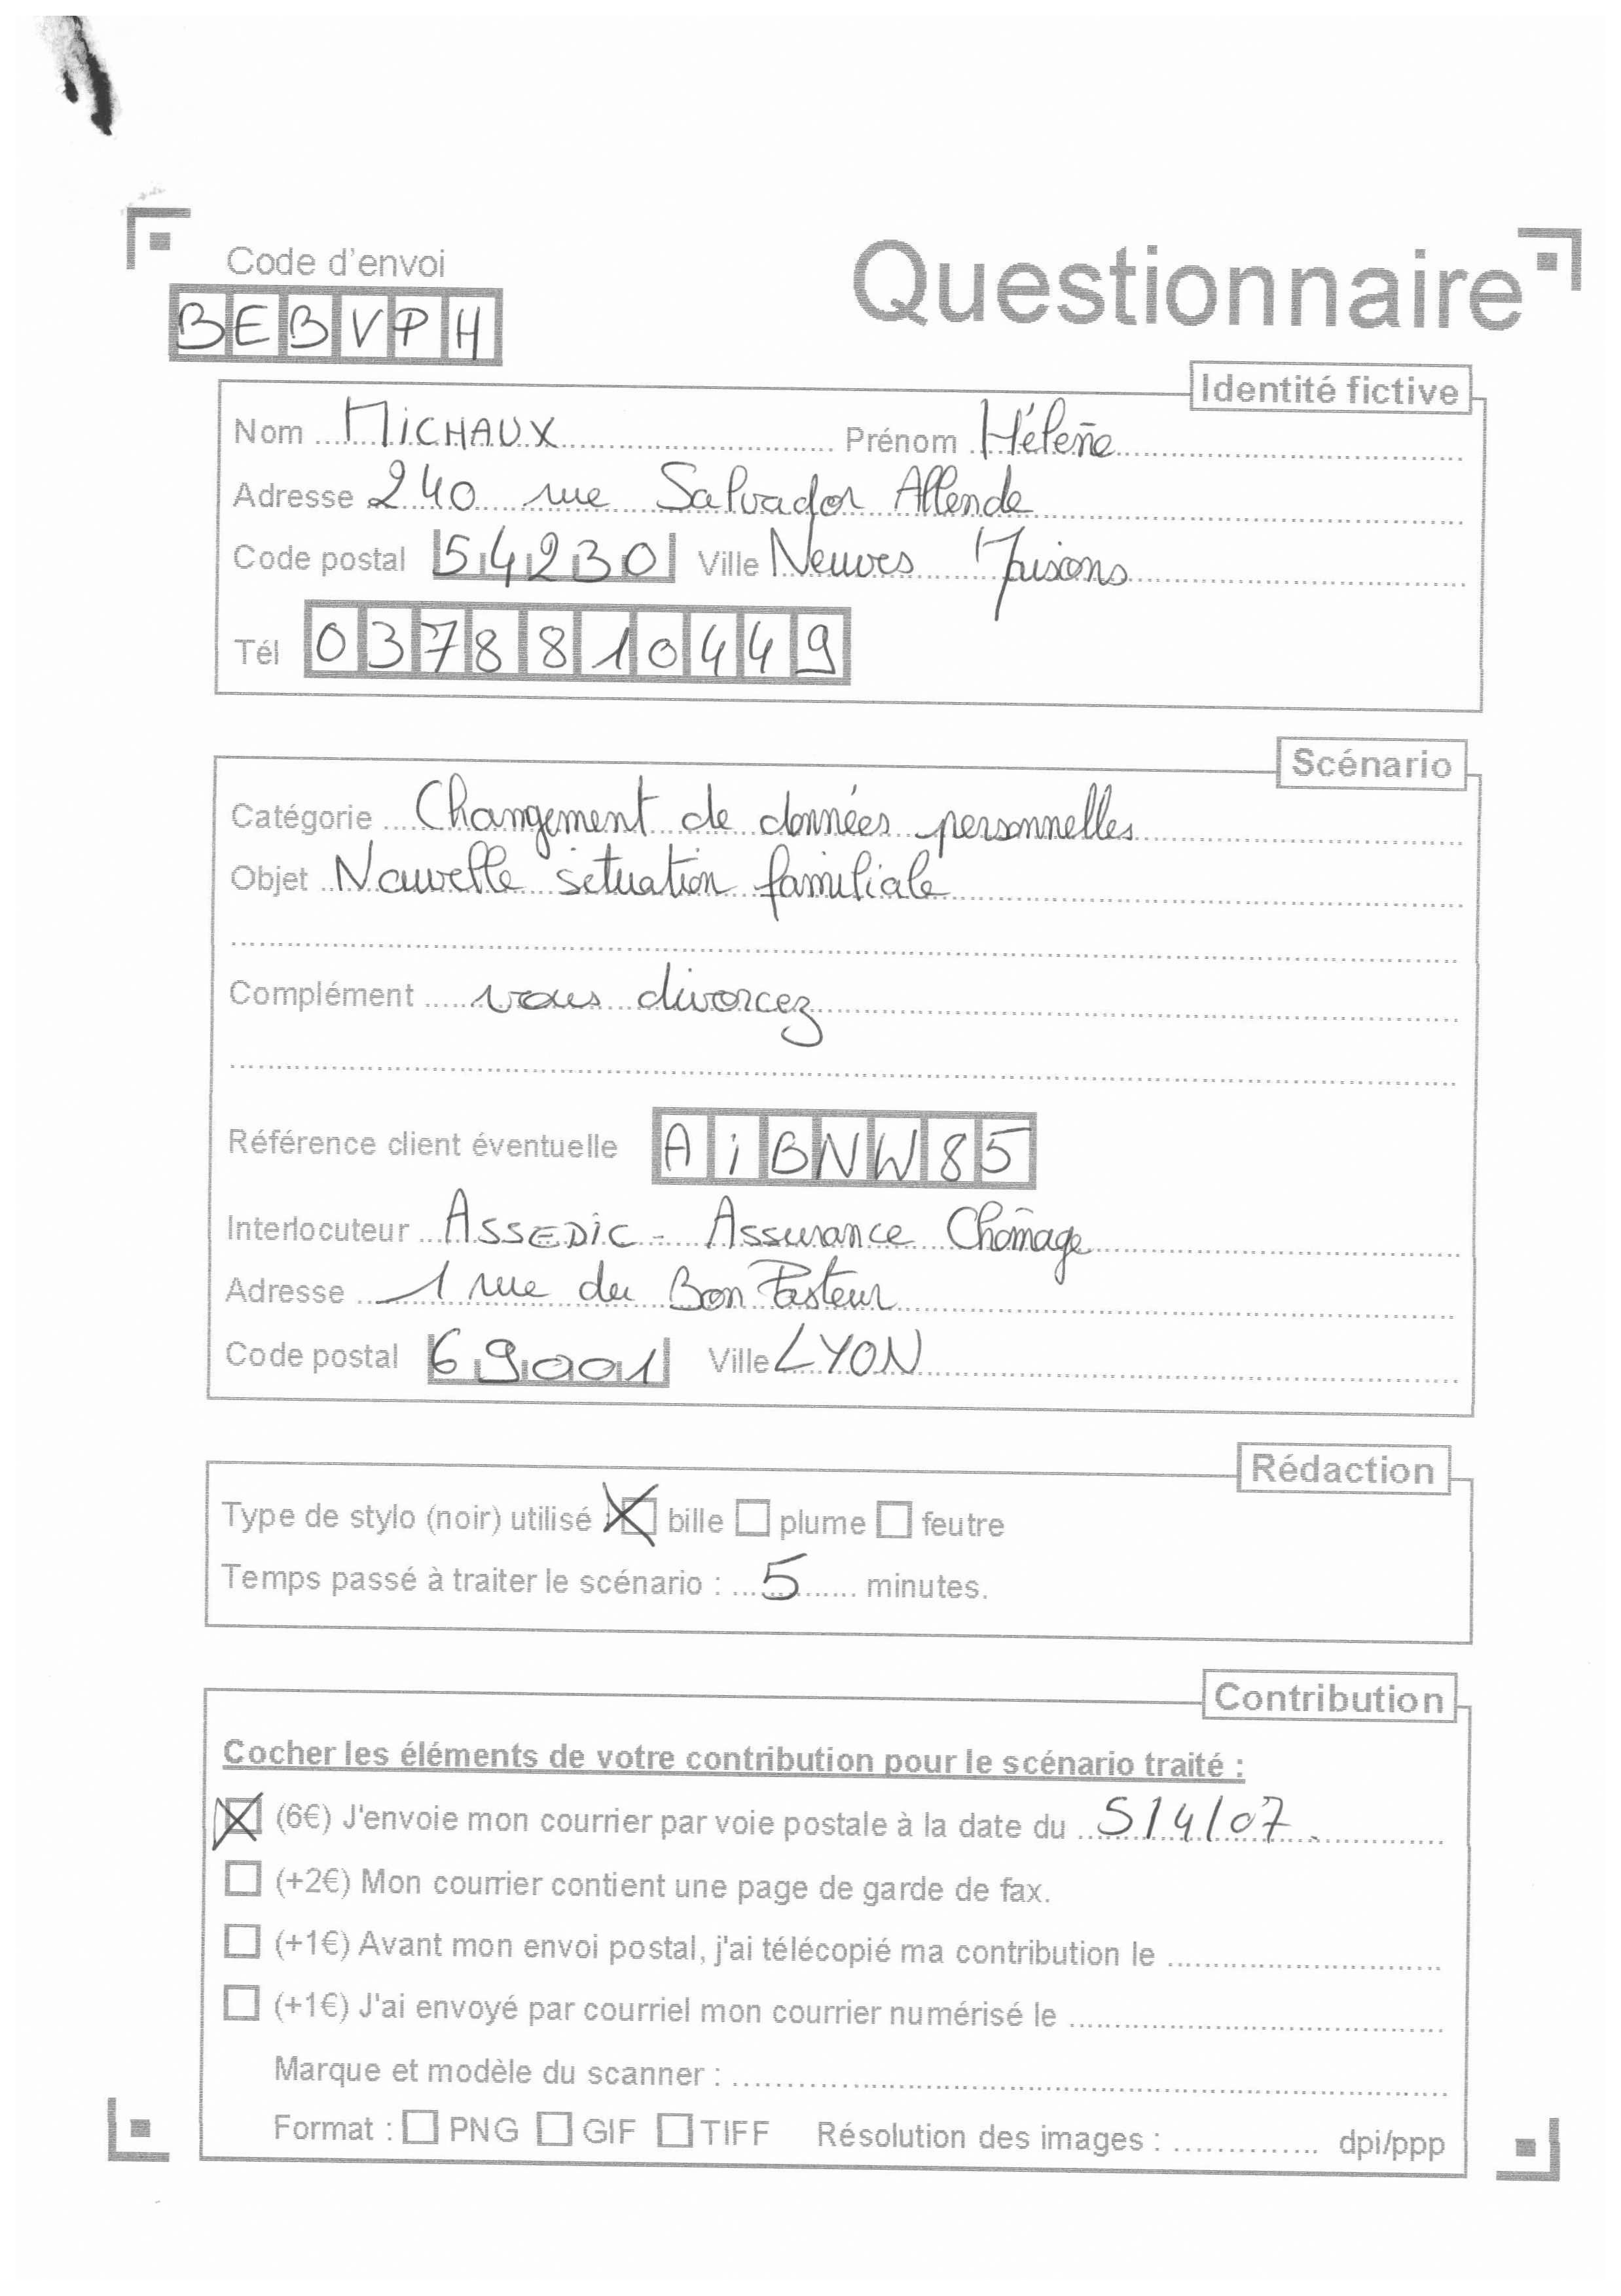 Code d'envoi
BEBVPH
Questionnaire
Identité fictive
Nom MiCHAUX Prénom Hélène
Adresse 240 rue Salvador Allende
Code postal 54230 Ville Neuves Maisons
Tél 0378810449
Scénario
Catégorie Changement de données personnelles
Objet Nouvelle situation familiale
Complément vous divorcez
Référence client éventuelle AiBNW85
Interlocuteur ASSEDiC - Assurance Chômage
Adresse 1 rue du Bon Pasteur
Code postal 69001 Ville LYON
Rédaction
Type de stylo (noir) utilisé : bille plume feutre
Temps passé à traiter le scénario : 5 minutes.
Contribution
Cocher les éléments de votre contribution pour le scénario traité :
(6€) J'envoie mon courrier par voie postale à la date du 5/4/07.
(+2€) Mon courrier contient une page de garde de fax.
(+1€) Avant mon envoi postal, j'ai télécopié ma contribution le
(+1€) J'ai envoyé par courriel mon courrier numérisé le
Marque et modèle du scanner :
Format : PNG GIF TIFF Résolution des images : dpi/ppp